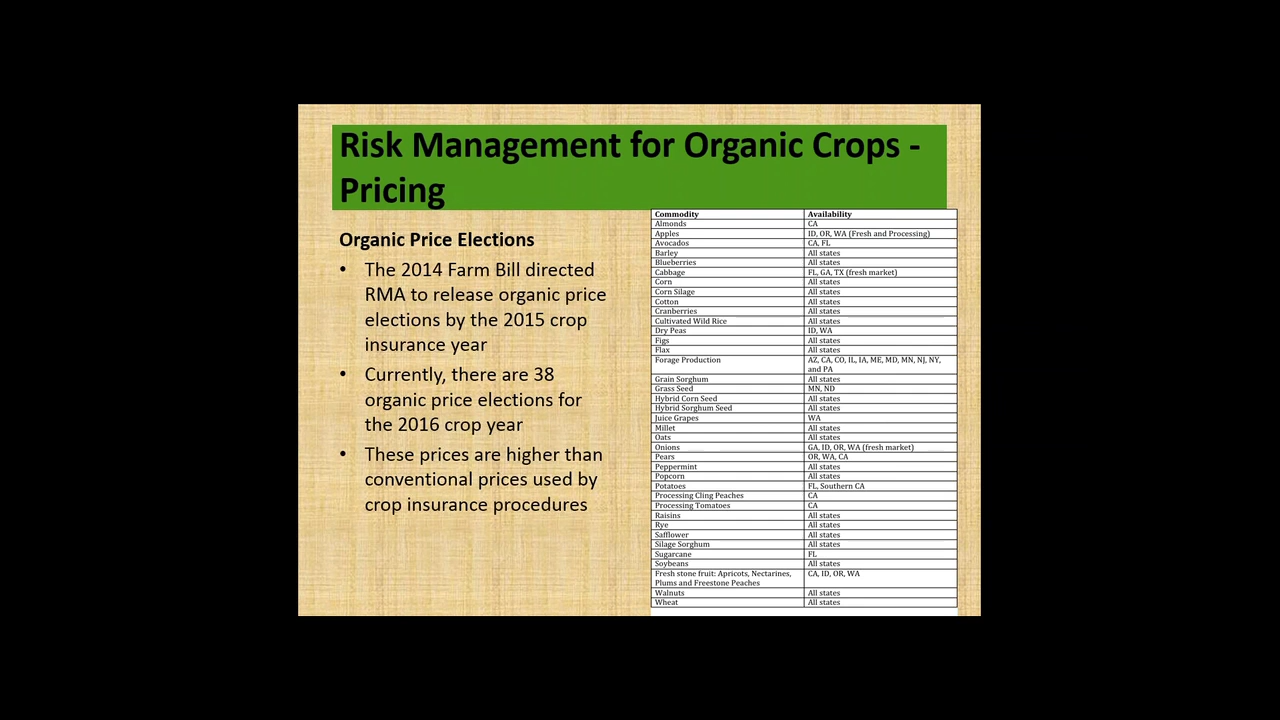 Risk Management for Organic Crops -
Pricing
Organic Price Elections
• The 2014 Farm Bill directed
RMA to release organic price
elections by the 2015 crop
insurance year
• Currently, there are 38
organic price elections for
the 2016 crop year
• These prices are higher than
conventional prices used by
crop insurance procedures
Commodity Availability
Almonds CA
Apples ID, OR, WA (Fresh and Processing)
Avocados CA, FL
Barley All states
Blueberries All states
Cabbage FL, GA, TX (fresh market)
Corn All states
Corn Silage All states
Cotton All states
Cranberries All states
Cultivated Wild Rice All states
Dry Peas ID, WA
Figs All states
Flax All states
Forage Production AZ, CA, CO, IL, IA, ME, MD, MN, NJ, NY,
and PA
Grain Sorghum All states
Grass Seed MN, ND
Hybrid Corn Seed All states
Hybrid Sorghum Seed All states
Juice Grapes WA
Millet All states
Oats All states
Onions GA, ID, OR, WA (fresh market)
Pears OR, WA, CA
Peppermint All states
Popcorn All states
Potatoes FL, Southern CA
Processing Cling Peaches CA
Processing Tomatoes CA
Raisins All states
Rye All states
Safflower All states
Silage Sorghum All states
Sugarcane FL
Soybeans All states
Fresh stone fruit: Apricots, Nectarines, CA, ID, OR, WA
Plums and Freestone Peaches
Walnuts All states
Wheat All states